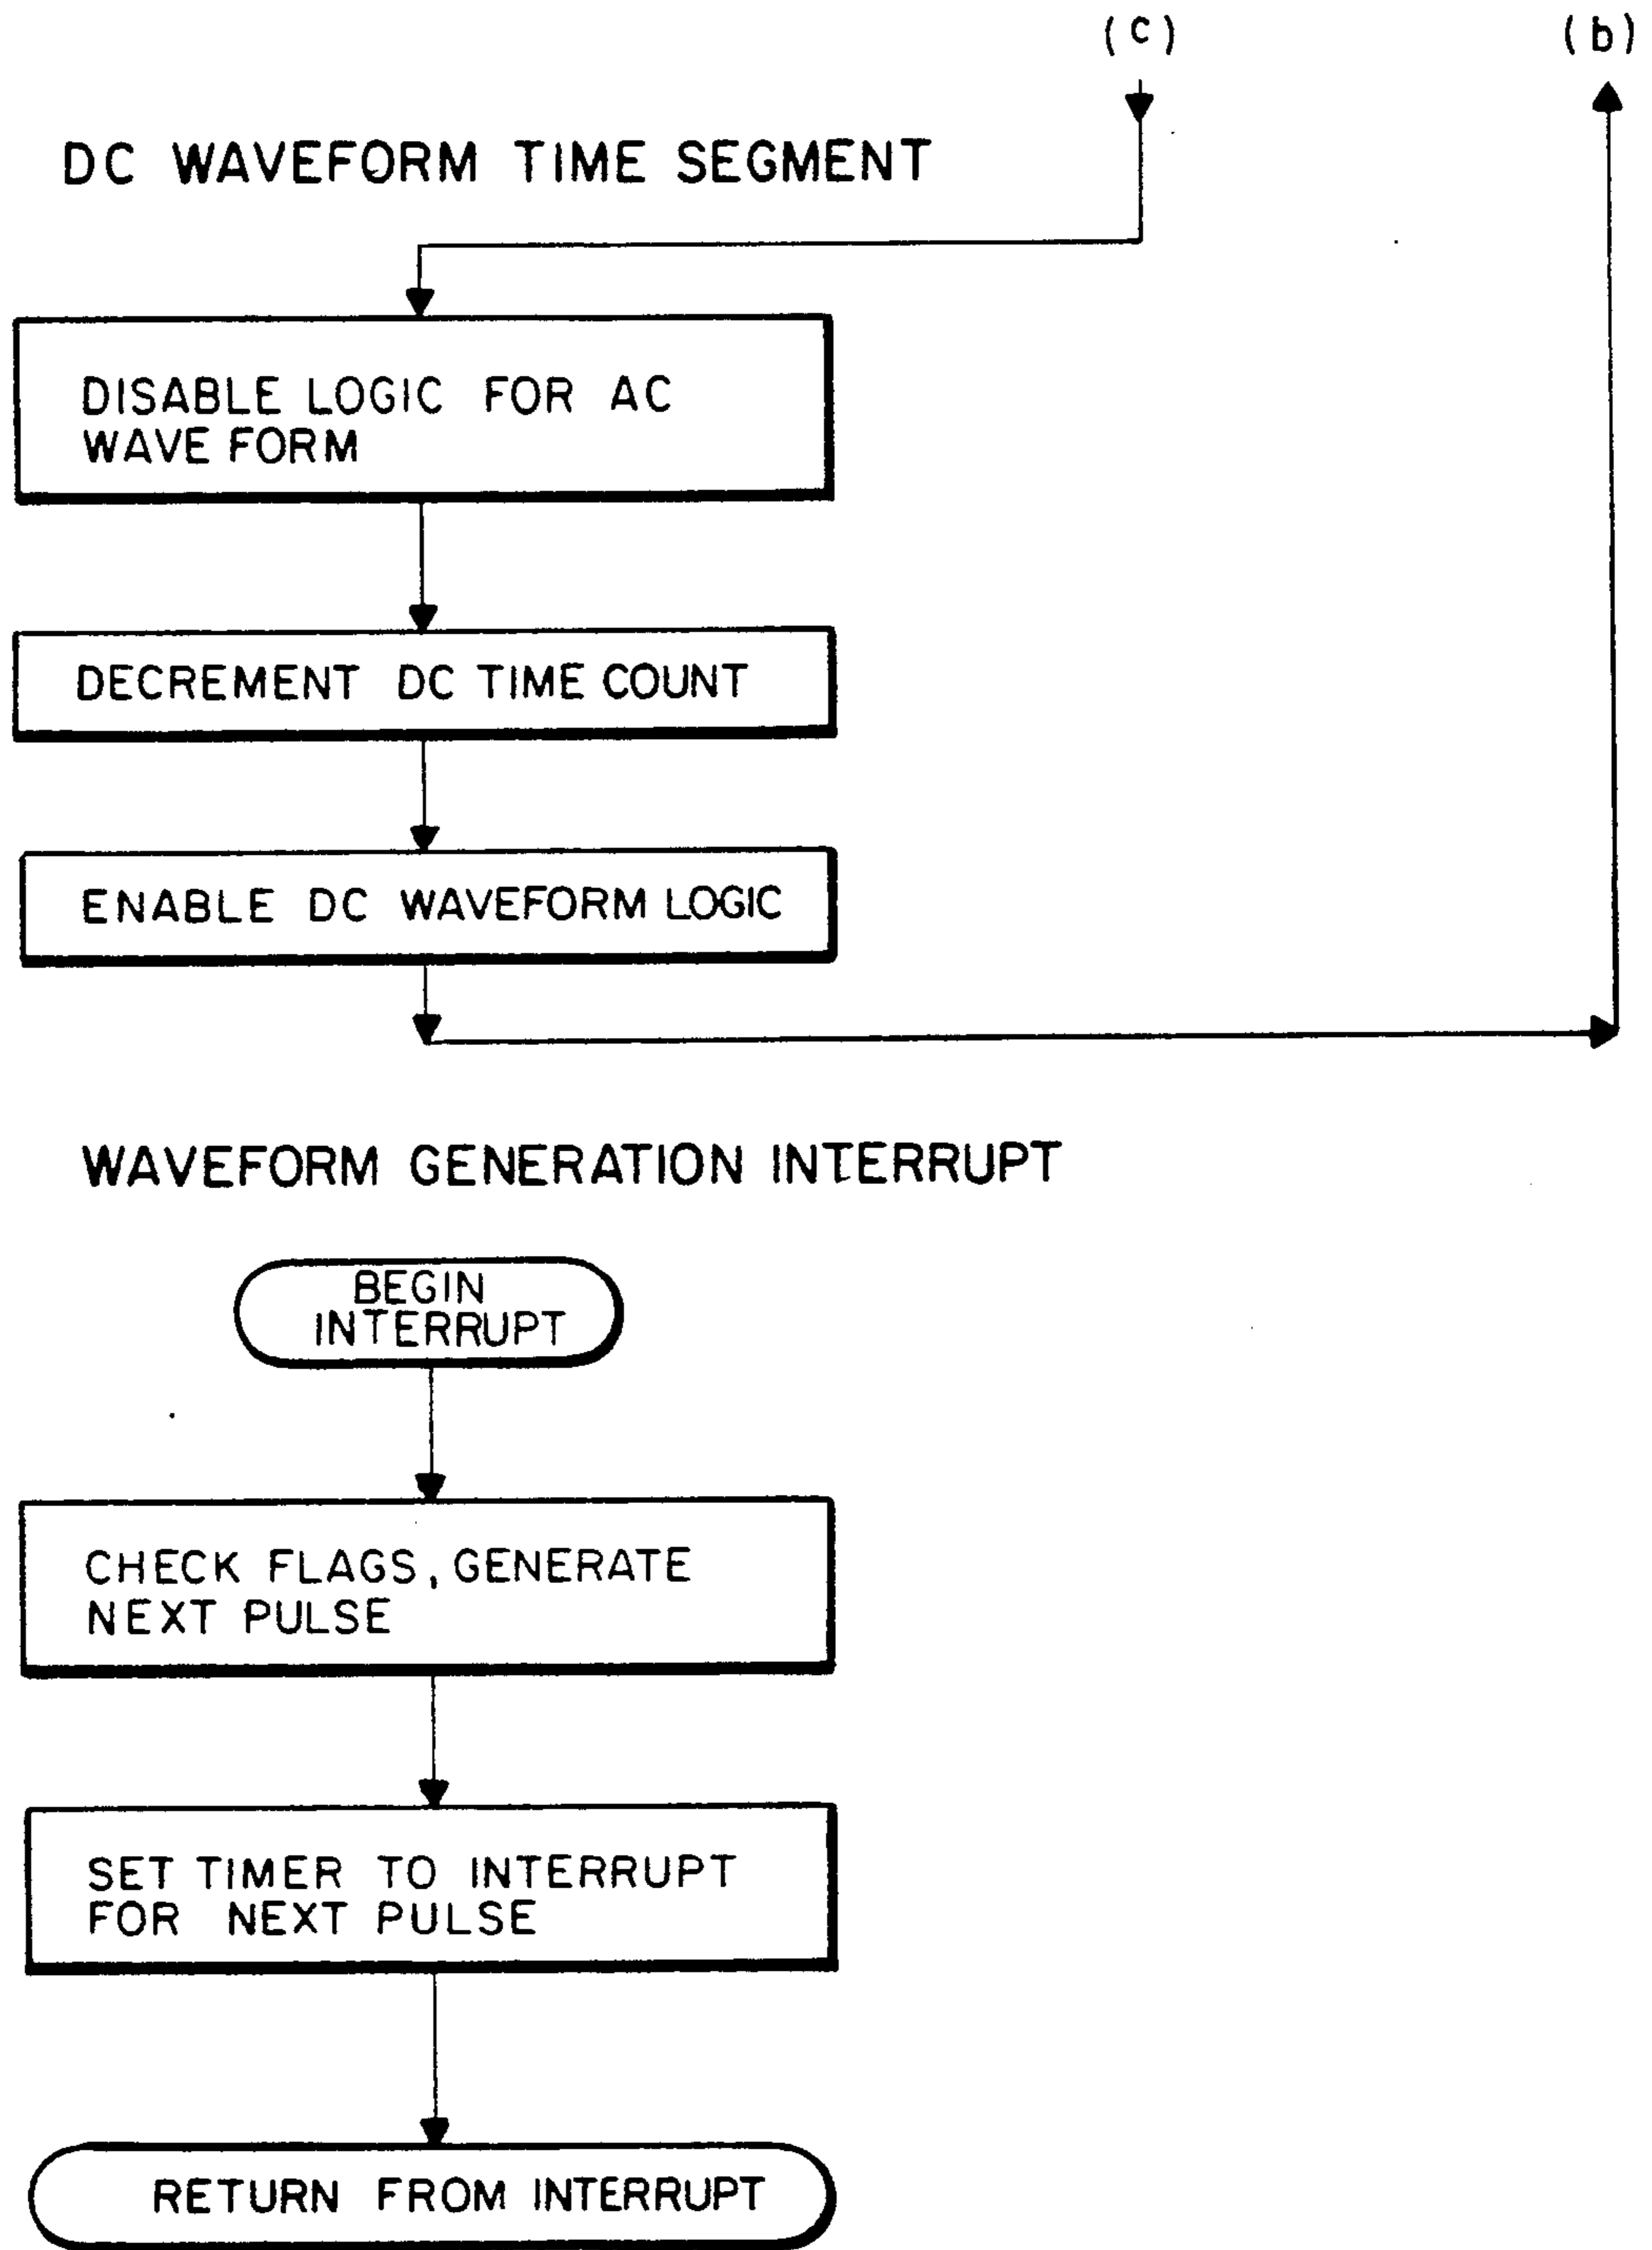 (c)
(b)
DC WAVEFORM TIME SEGMENT
DISABLE LOGIC FOR AC
WAVE FORM
DECREMENT DC TIME COUNT
ENABLE DC WAVEFORM LOGIC
WAVEFORM GENERATION INTERRUPT
BEGIN
INTERRUPT
CHECK FLAGS, GENERATE
NEXT PULSE
SET TIMER TO INTERRUPT
FOR NEXT PULSE
RETURN FROM INTERRUPT